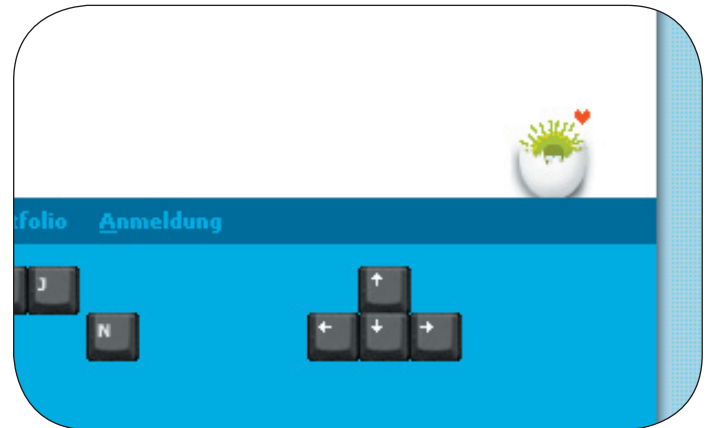 tfolio Anmeldung
J ↑
N ← ↓ →